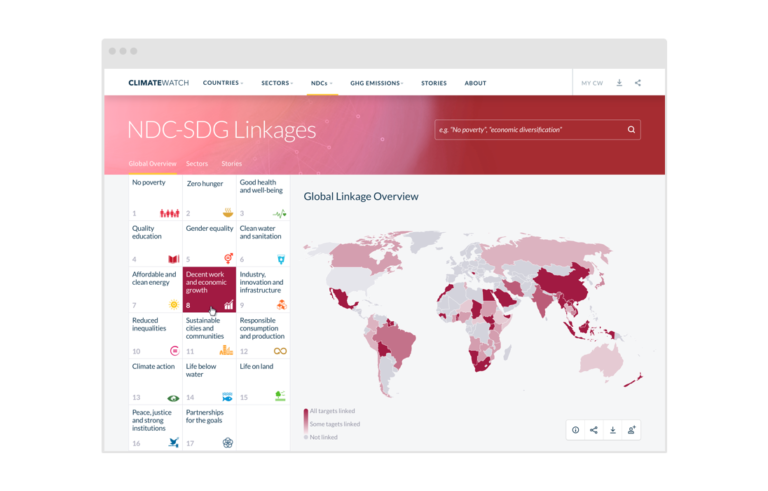 CLIMATEWATCH COUNTRIES SECTORS NDCs GHG EMISSIONS STORIES ABOUT MY CW
NDC-SDG Linkages
e.g. "No poverty", "economic diversification"
Global Overview Sectors Stories
No poverty
1
Zero hunger
2
Good health
and well-being
3
Quality
education
4
Gender equality
5
Clean water
and sanitation
6
Affordable and
clean energy
7
Decent work
and economic
growth
8
Industry,
innovation and
infrastructure
9
Reduced
inequalities
10
Sustainable
cities and
communities
11
Responsible
consumption
and production
12
Climate action
13
Life below
water
14
Life on land
15
Peace, justice
and strong
institutions
16
Partnerships
for the goals
17
Global Linkage Overview
All targets linked
Some tagets linked
Not linked